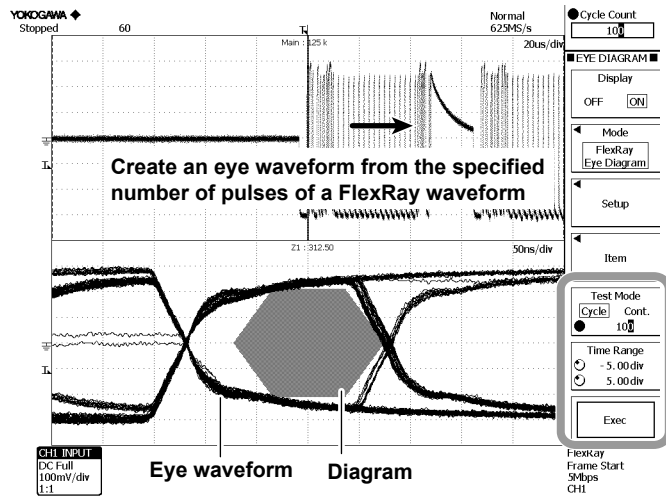 YOKOGAWA
Stopped
60
Normal
625MS/s
Main : 125 k
20us/div
Create an eye waveform from the specified
number of pulses of a FlexRay waveform
Z1 : 312.50
50ns/div
Eye waveform
Diagram
CH1 INPUT
DC Full
100mV/div
1:1
Cycle Count
100
EYE DIAGRAM
Display
OFF ON
Mode
FlexRay
Eye Diagram
Setup
Item
Test Mode
Cycle Cont.
100
Time Range
-5.00div
5.00div
Exec
FlexRay
Frame Start
5Mbps
CH1